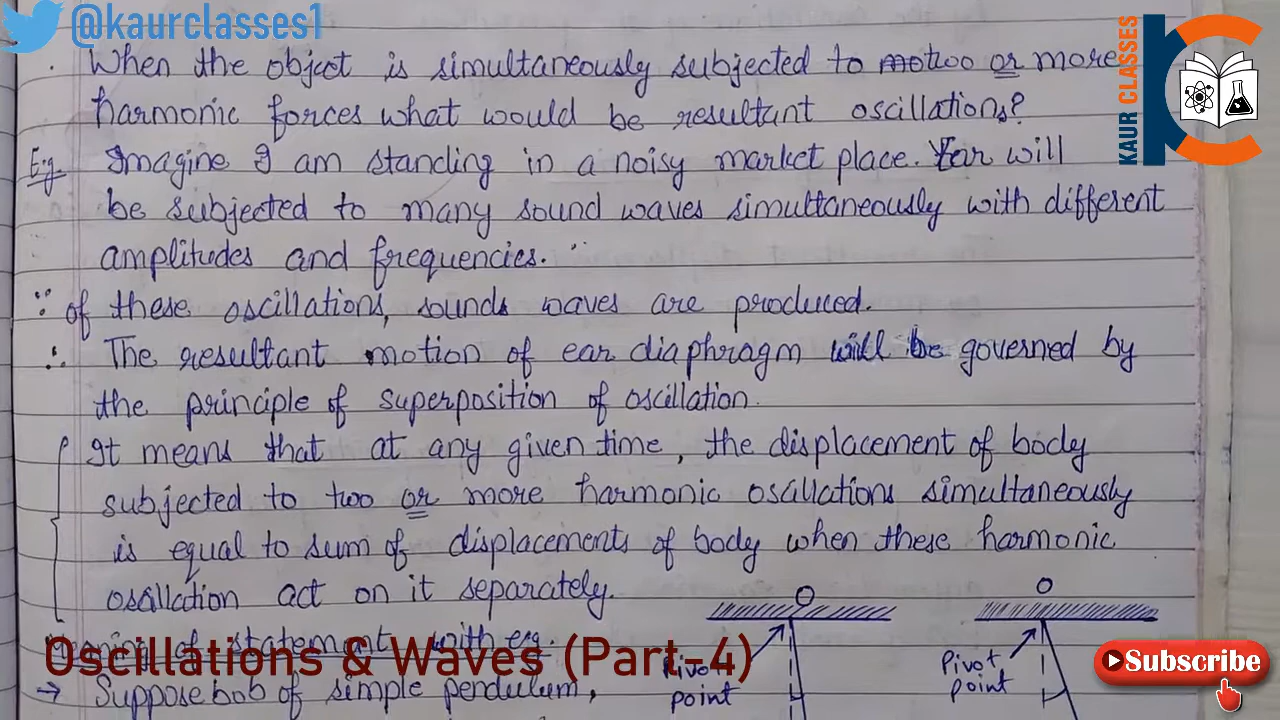 @kaurclasses1
KAUR CLASSES
When the object is simultaneously subjected to two or more
harmonic forces what would be resultant oscillations?
E.g. Imagine I am standing in a noisy market place. Ear will
be subjected to many sound waves simultaneously with different
amplitudes and frequencies.
∵ of these oscillations, sounds waves are produced.
∴ The resultant motion of ear diaphragm will be governed by
the principle of superposition of oscillation.
It means that at any given time, the displacement of body
subjected to two or more harmonic oscillations simultaneously
is equal to sum of displacements of body when these harmonic
oscillation act on it separately.
of statement with e.g.
Oscillations & Waves (Part-4)
→ Suppose bob of simple pendulum,
O
Pivot
point
O
Pivot
point
Subscribe